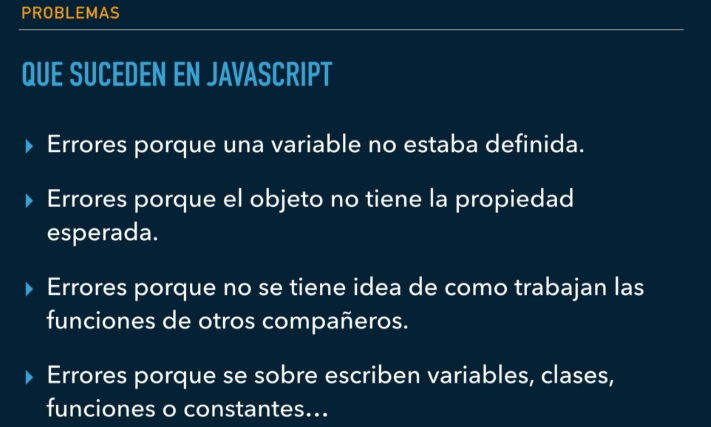 PROBLEMAS
QUE SUCEDEN EN JAVASCRIPT
Errores porque una variable no estaba definida.
Errores porque el objeto no tiene la propiedad
esperada.
Errores porque no se tiene idea de como trabajan las
funciones de otros compañeros.
Errores porque se sobre escriben variables, clases,
funciones o constantes...